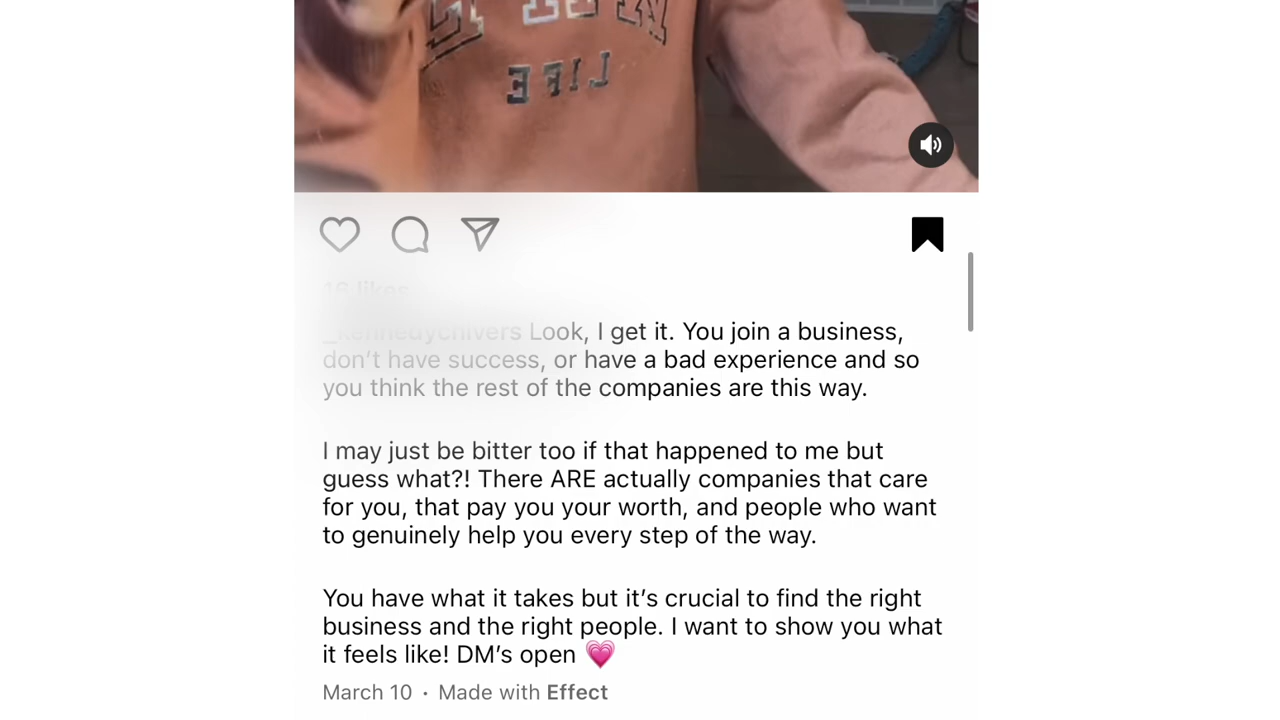 LIFE
16 likes
_kennedychivers Look, I get it. You join a business,
don’t have success, or have a bad experience and so
you think the rest of the companies are this way.
I may just be bitter too if that happened to me but
guess what?! There ARE actually companies that care
for you, that pay you your worth, and people who want
to genuinely help you every step of the way.
You have what it takes but it’s crucial to find the right
business and the right people. I want to show you what
it feels like! DM’s open 💗
March 10 · Made with Effect